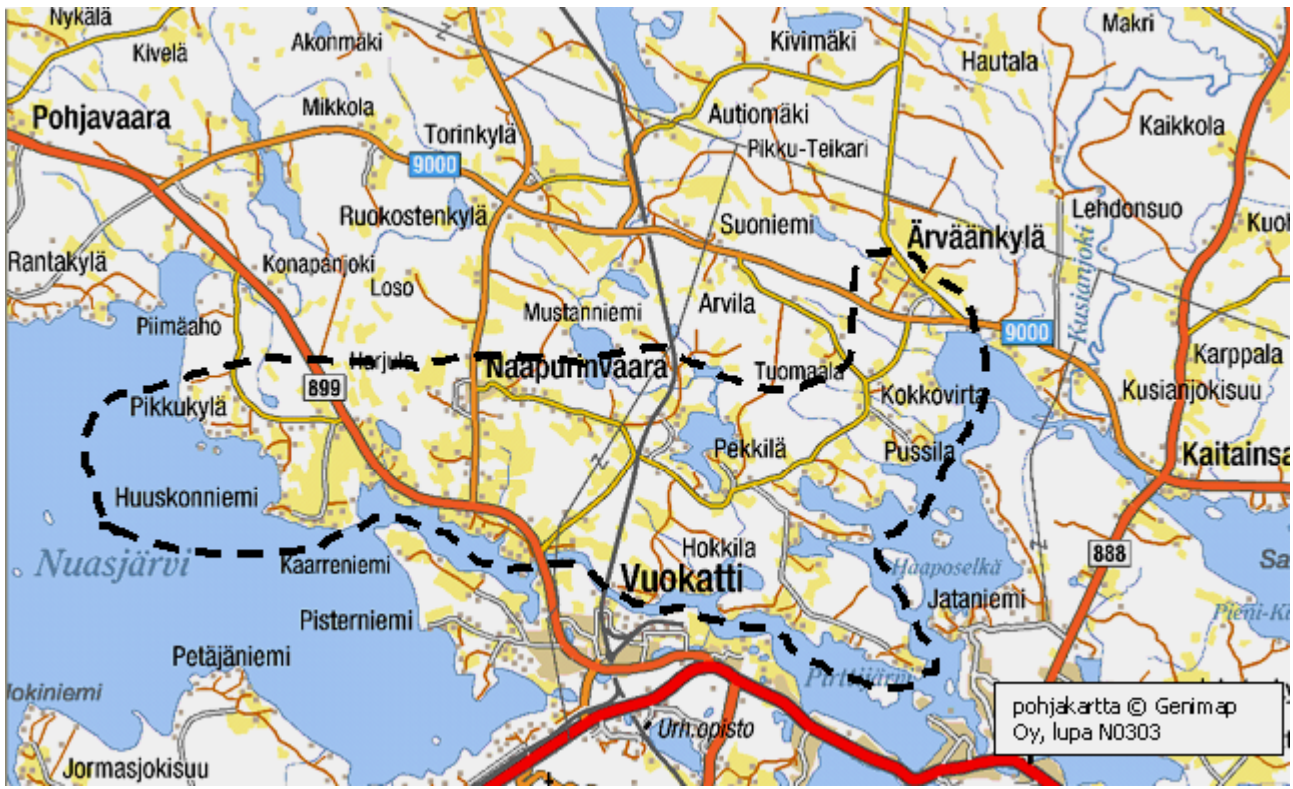 Nykälä
Kivelä
Akonmäki
Kivimäki
Makri
Hautala
Pohjavaara
Mikkola
Torinkylä
Autiomäki
Kaikkola
9000
Pikku-Teikari
Ruokostenkylä
Suoniemi
Lehdonsuo
Ärväänkylä
Rantakylä
Konapanjoki
Loso
Arvila
Kusianjoki
Piimäaho
Mustanniemi
9000
Harjula
Naapurinvaara
Tuomaala
Karppala
899
Pikkukylä
Kokkovirta
Kusianjokisuu
Pekkilä
Pussila
Kaitainsa
Huuskonniemi
Nuasjärvi
Kaarreniemi
Hokkila
Haaposelkä
888
Vuokatti
Jataniemi
Pisterniemi
Petäjäniemi
Pirttijärvi
Jokiniemi
Urh.opisto
Jormasjokisuu
pohjakartta © Genimap
Oy, lupa N0303